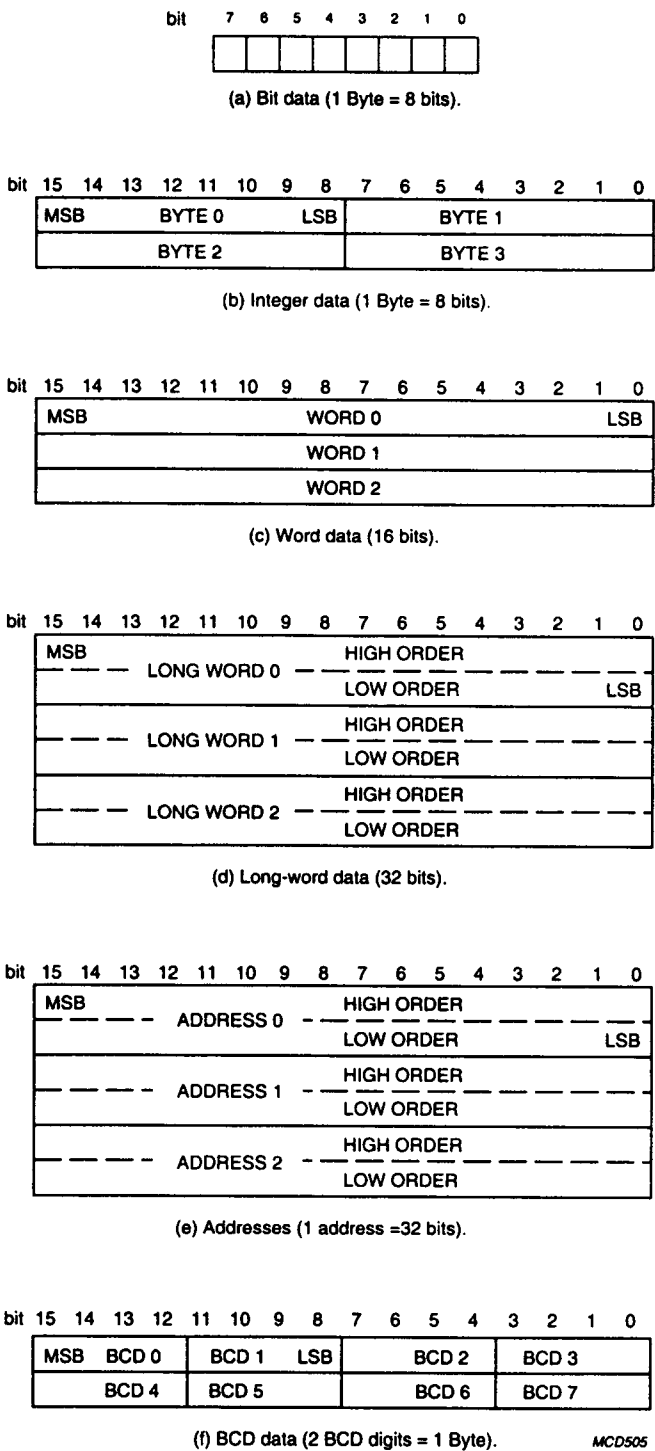 bit 7 6 5 4 3 2 1 0
(a) Bit data (1 Byte = 8 bits).
bit 15 14 13 12 11 10 9 8 7 6 5 4 3 2 1 0
MSB BYTE 0 LSB BYTE 1
BYTE 2 BYTE 3
(b) Integer data (1 Byte = 8 bits).
bit 15 14 13 12 11 10 9 8 7 6 5 4 3 2 1 0
MSB WORD 0 LSB
WORD 1
WORD 2
(c) Word data (16 bits).
bit 15 14 13 12 11 10 9 8 7 6 5 4 3 2 1 0
MSB HIGH ORDER
LONG WORD 0
LOW ORDER LSB
HIGH ORDER
LONG WORD 1
LOW ORDER
HIGH ORDER
LONG WORD 2
LOW ORDER
(d) Long-word data (32 bits).
bit 15 14 13 12 11 10 9 8 7 6 5 4 3 2 1 0
MSB HIGH ORDER
ADDRESS 0
LOW ORDER LSB
HIGH ORDER
ADDRESS 1
LOW ORDER
HIGH ORDER
ADDRESS 2
LOW ORDER
(e) Addresses (1 address =32 bits).
bit 15 14 13 12 11 10 9 8 7 6 5 4 3 2 1 0
MSB BCD 0 BCD 1 LSB BCD 2 BCD 3
BCD 4 BCD 5 BCD 6 BCD 7
(f) BCD data (2 BCD digits = 1 Byte).
MCD505